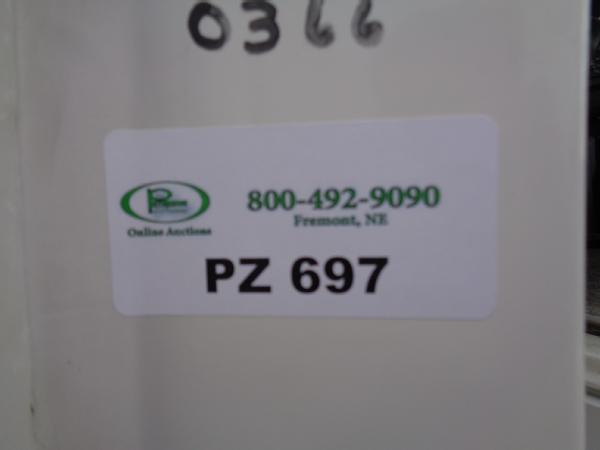 0366
800-492-9090
Fremont, NE
Online Auctions
PZ 697